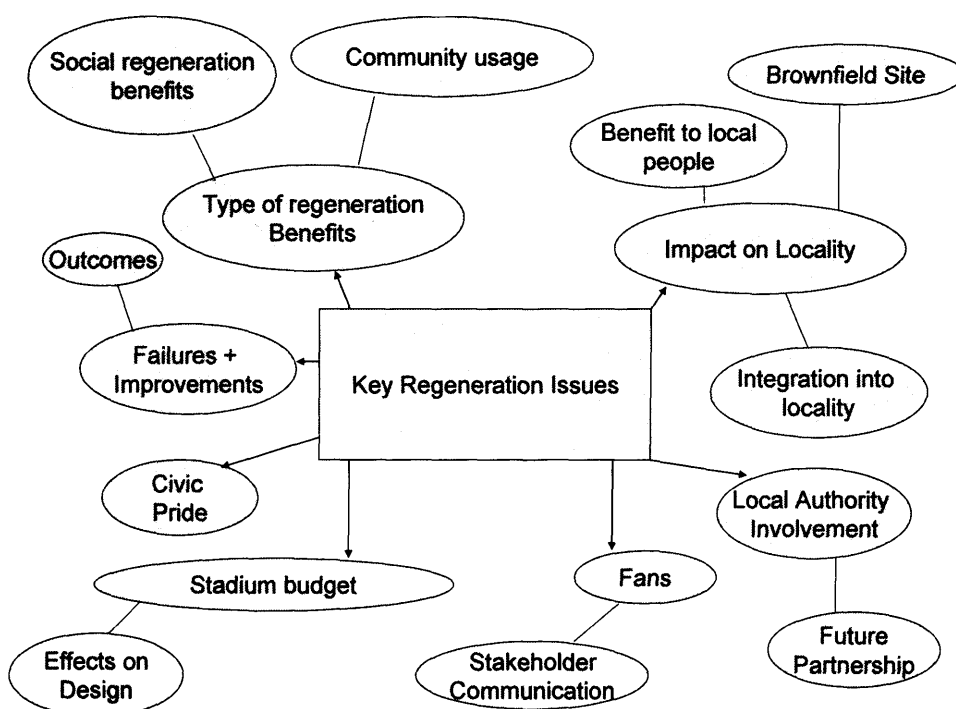 Social regeneration
benefits
Community usage
Brownfield Site
Benefit to local
people
Type of regeneration
Benefits
Impact on Locality
Outcomes
Failures +
Improvements
Key Regeneration Issues
Integration into
locality
Civic
Pride
Local Authority
Involvement
Stadium budget
Fans
Effects on
Design
Stakeholder
Communication
Future
Partnership